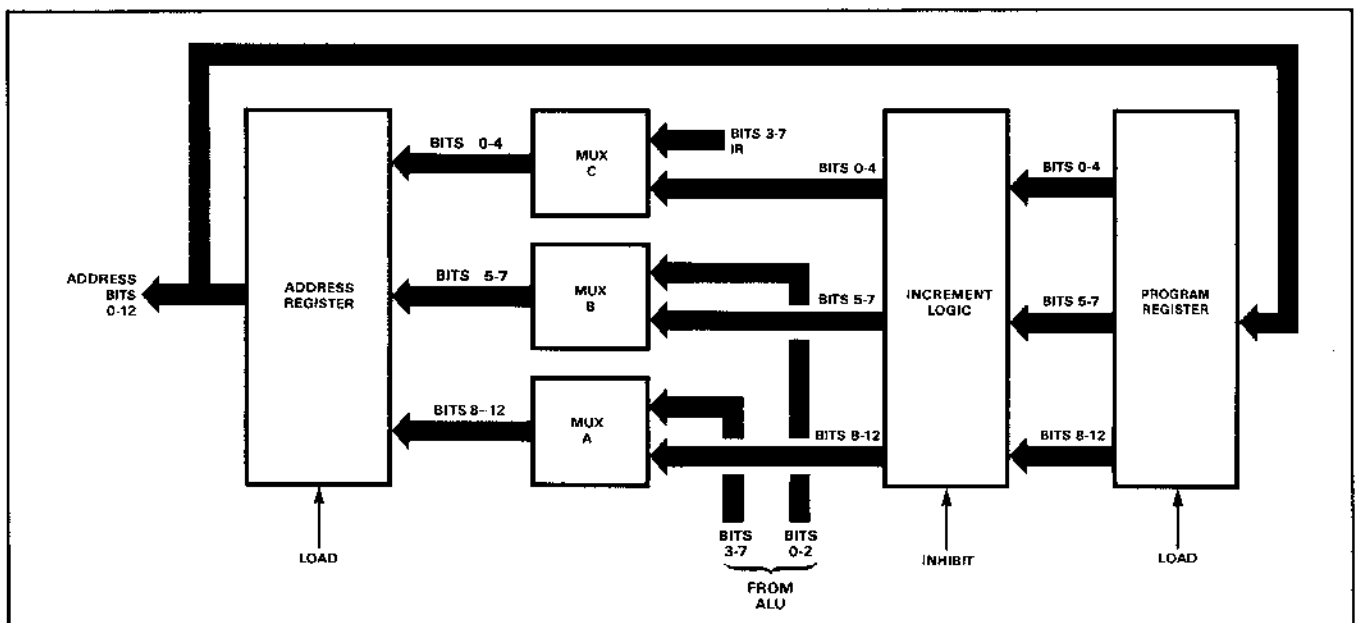 BITS 0-4
MUX
C
BITS 3-7
IR
BITS 0-4
BITS 0-4
ADDRESS
BITS
0-12
ADDRESS
REGISTER
BITS 5-7
MUX
B
BITS 5-7
INCREMENT
LOGIC
BITS 5-7
PROGRAM
REGISTER
BITS 8-12
MUX
A
BITS 8-12
BITS 8-12
LOAD
BITS
3-7
BITS
0-2
FROM
ALU
INHIBIT
LOAD